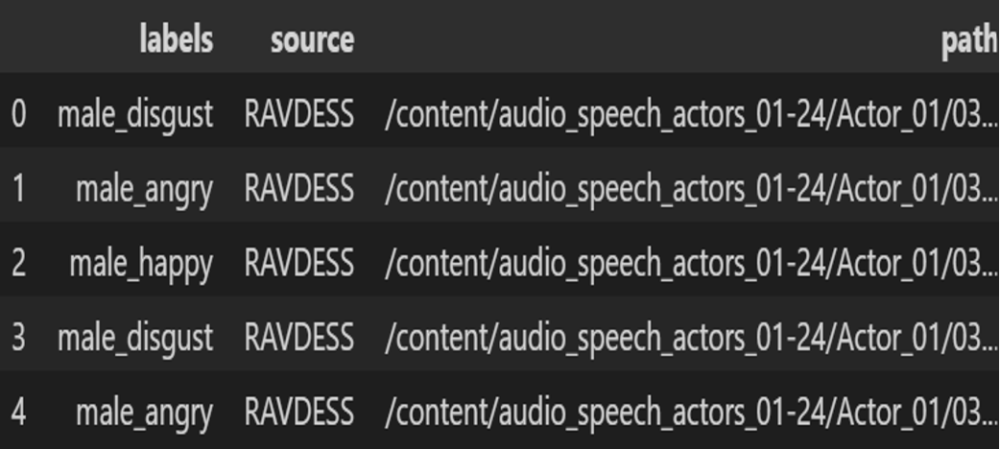 labels source path
0 male_disgust RAVDESS /content/audio_speech_actors_01-24/Actor_01/03...
1 male_angry RAVDESS /content/audio_speech_actors_01-24/Actor_01/03...
2 male_happy RAVDESS /content/audio_speech_actors_01-24/Actor_01/03...
3 male_disgust RAVDESS /content/audio_speech_actors_01-24/Actor_01/03...
4 male_angry RAVDESS /content/audio_speech_actors_01-24/Actor_01/03...